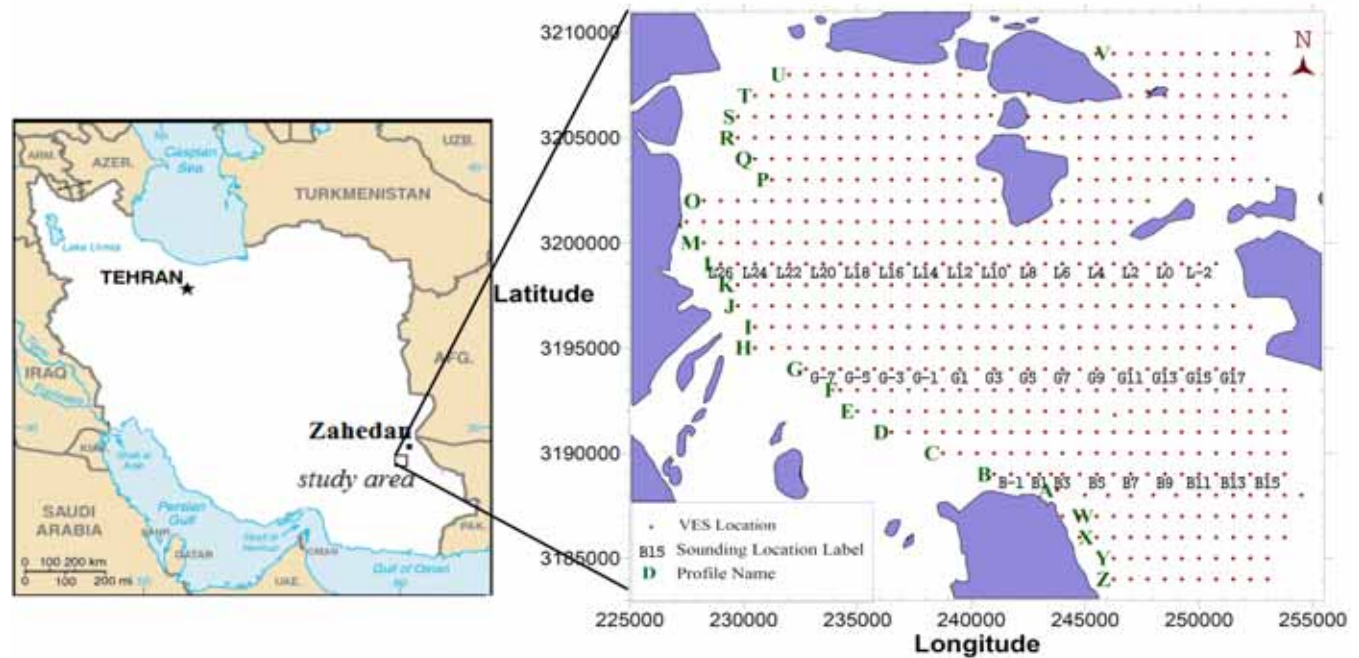 UZB.
ARM.
AZER.
Caspian
Sea
TURKMENISTAN
Lake Urmia
TEHRAN
AFG.
IRAQ
Zahedan
study area
SAUDI
ARABIA
Persian
Gulf
BAHR.
QATAR
OMAN
UAE.
Gulf of Oman
PAK.
0 100 200 km
0 100 200 mi
Latitude
3210000
3205000
3200000
3195000
3190000
3185000
N
V
U
T
S
R
Q
P
O
M
L
L26 L24 L22 L20 L18 L16 L14 L12 L10 L8 L6 L4 L2 L0 L-2
K
J
I
H
G
G-7 G-5 G-3 G-1 G1 G3 G5 G7 G9 G11 G13 G15 G17
F
E
D
C
B
B-1 B1 B3 B5 B7 B9 B11 B13 B15
A
W
X
Y
Z
VES Location
B15 Sounding Location Label
D Profile Name
225000 230000 235000 240000 245000 250000 255000
Longitude